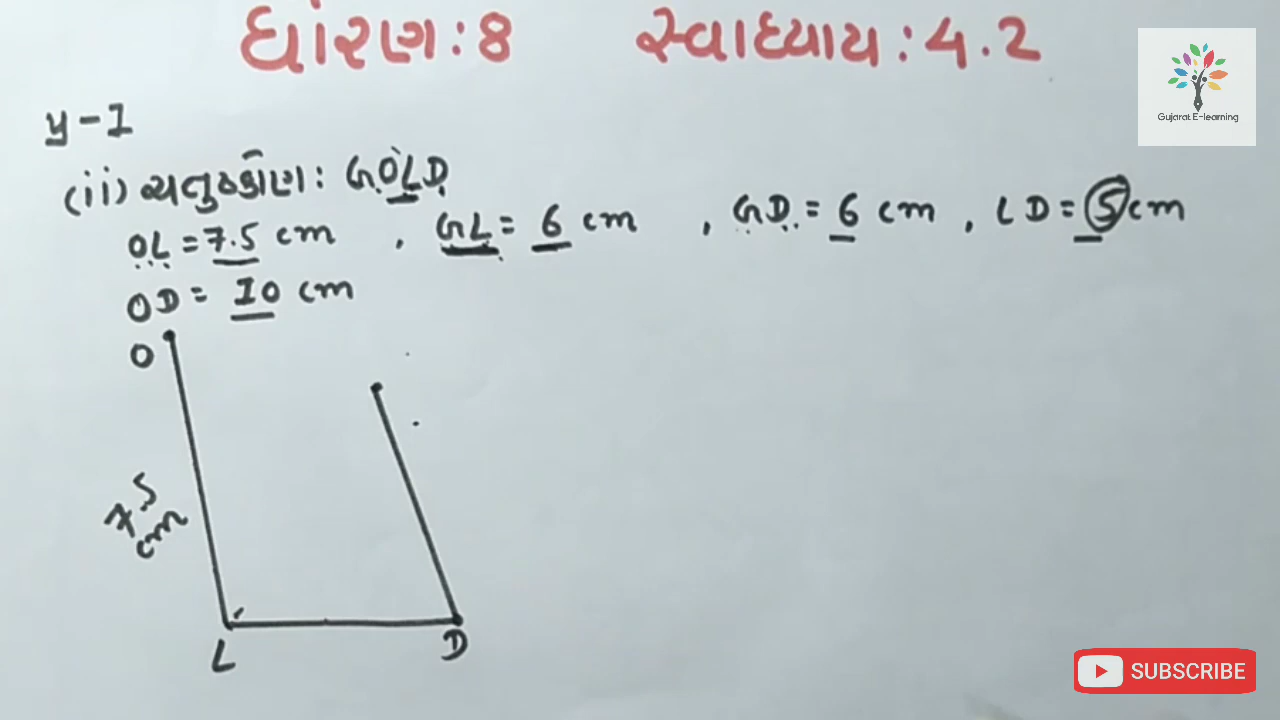 ધોરણ : 8 સ્વાધ્યાય : 4.2
Gujarat E-learning
પ્ર - 1
(ii) ચતુષ્કોણ : GOLD
OL = 7.5 cm , GL = 6 cm , GD = 6 cm , LD = 5 cm
OD = 10 cm
O
7.5
cm
L D
SUBSCRIBE